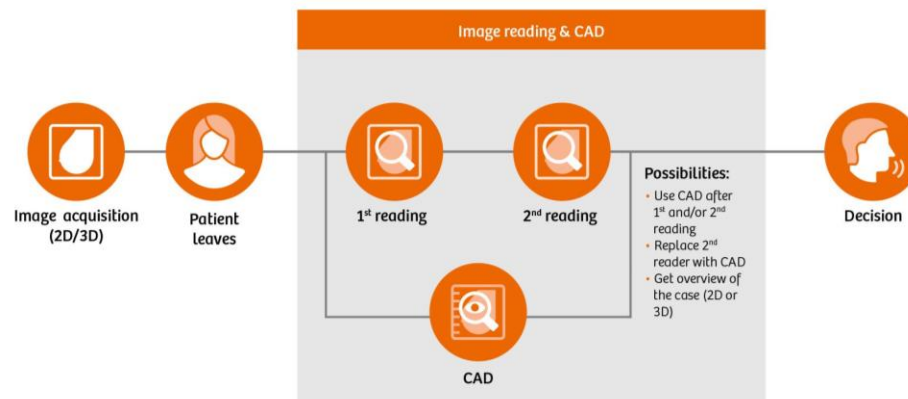 Image reading & CAD
Image acquisition
(2D/3D)
Patient
leaves
1st reading
2nd reading
CAD
Possibilities:
• Use CAD after
1st and/or 2nd
reading
• Replace 2nd
reader with CAD
• Get overview of
the case (2D or
3D)
Decision